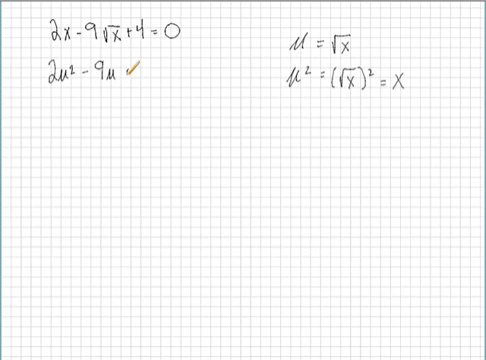 2x - 9√x + 4 = 0
2u² - 9u
u = √x
u² = (√x)² = x